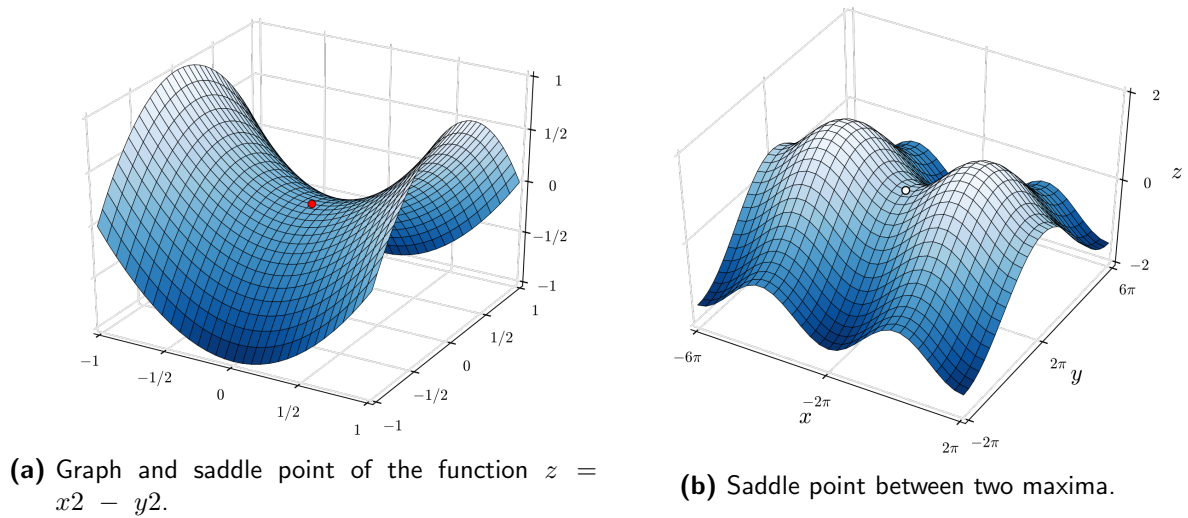 1
1/2
0
−1/2
−1
1
1/2
0
−1/2
−1
−1
−1/2
0
1/2
1
2
0
−2
z
6π
2π
−2π
y
−6π
−2π
2π
x
(a) Graph and saddle point of the function z =
x2 − y2.
(b) Saddle point between two maxima.